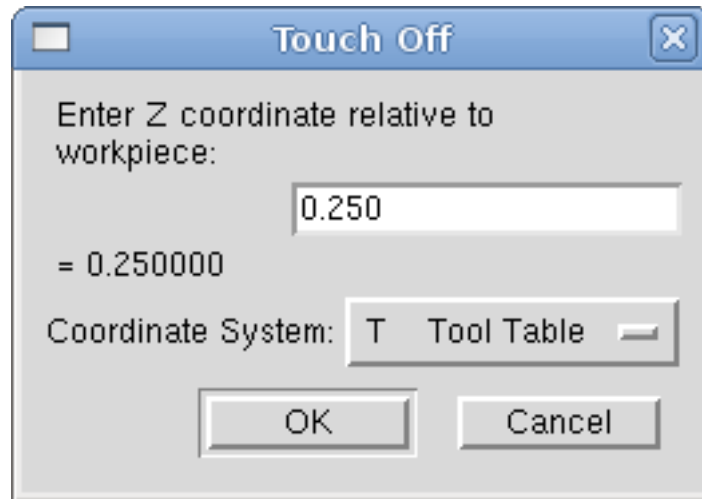 Touch Off
Enter Z coordinate relative to
workpiece:
0.250
= 0.250000
Coordinate System: T Tool Table
OK Cancel